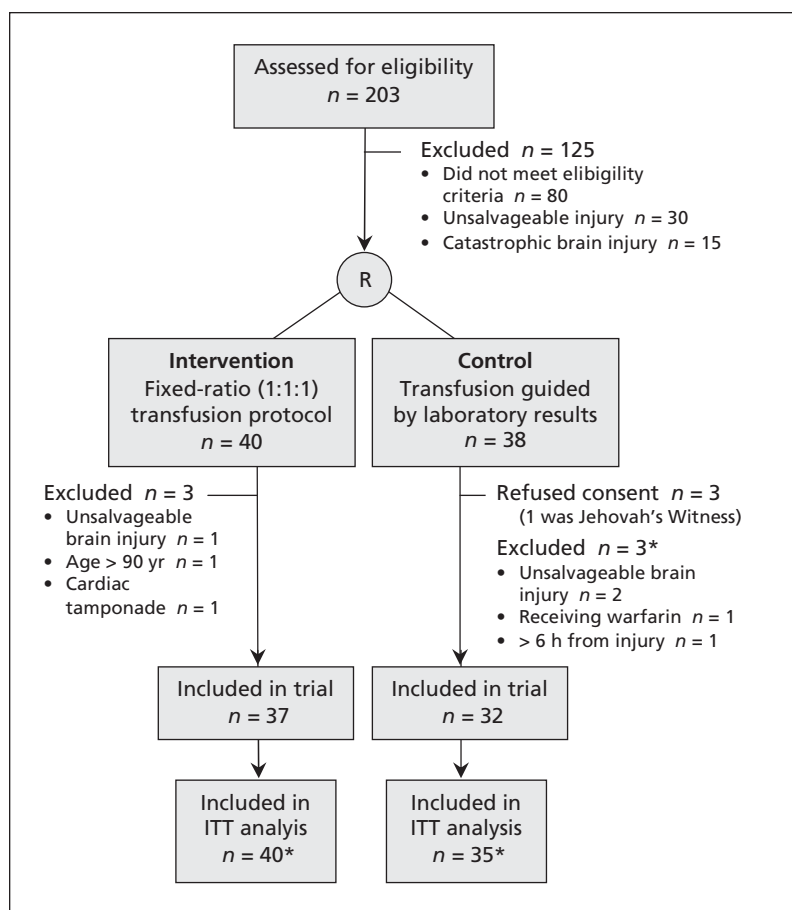 Assessed for eligibility
n = 203
Excluded n = 125
• Did not meet elibigility
criteria n = 80
• Unsalvageable injury n = 30
• Catastrophic brain injury n = 15
R
Intervention
Fixed-ratio (1:1:1)
transfusion protocol
n = 40
Control
Transfusion guided
by laboratory results
n = 38
Excluded n = 3
• Unsalvageable
brain injury n = 1
• Age > 90 yr n = 1
• Cardiac
tamponade n = 1
Refused consent n = 3
(1 was Jehovah’s Witness)
Excluded n = 3*
• Unsalvageable brain
injury n = 2
• Receiving warfarin n = 1
• > 6 h from injury n = 1
Included in trial
n = 37
Included in trial
n = 32
Included in
ITT analyis
n = 40*
Included in
ITT analysis
n = 35*